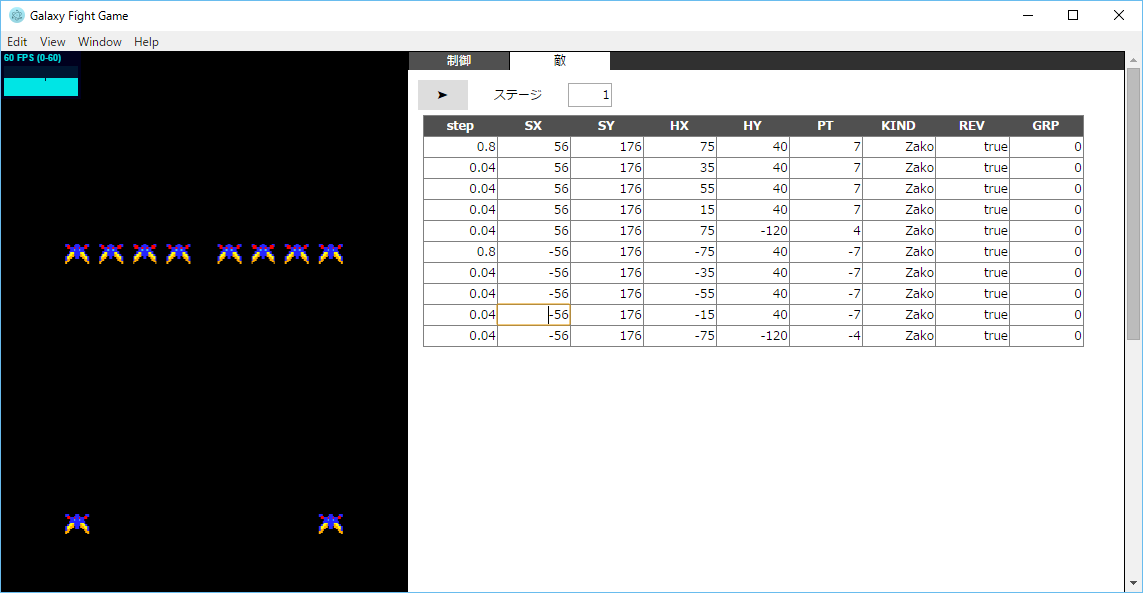 Galaxy Fight Game
Edit View Window Help
60 FPS (0-60)
制御 敵
ステージ 1
step SX SY HX HY PT KIND REV GRP
0.8 56 176 75 40 7 Zako true 0
0.04 56 176 35 40 7 Zako true 0
0.04 56 176 55 40 7 Zako true 0
0.04 56 176 15 40 7 Zako true 0
0.04 56 176 75 -120 4 Zako true 0
0.8 -56 176 -75 40 -7 Zako true 0
0.04 -56 176 -35 40 -7 Zako true 0
0.04 -56 176 -55 40 -7 Zako true 0
0.04 -56 176 -15 40 -7 Zako true 0
0.04 -56 176 -75 -120 -4 Zako true 0